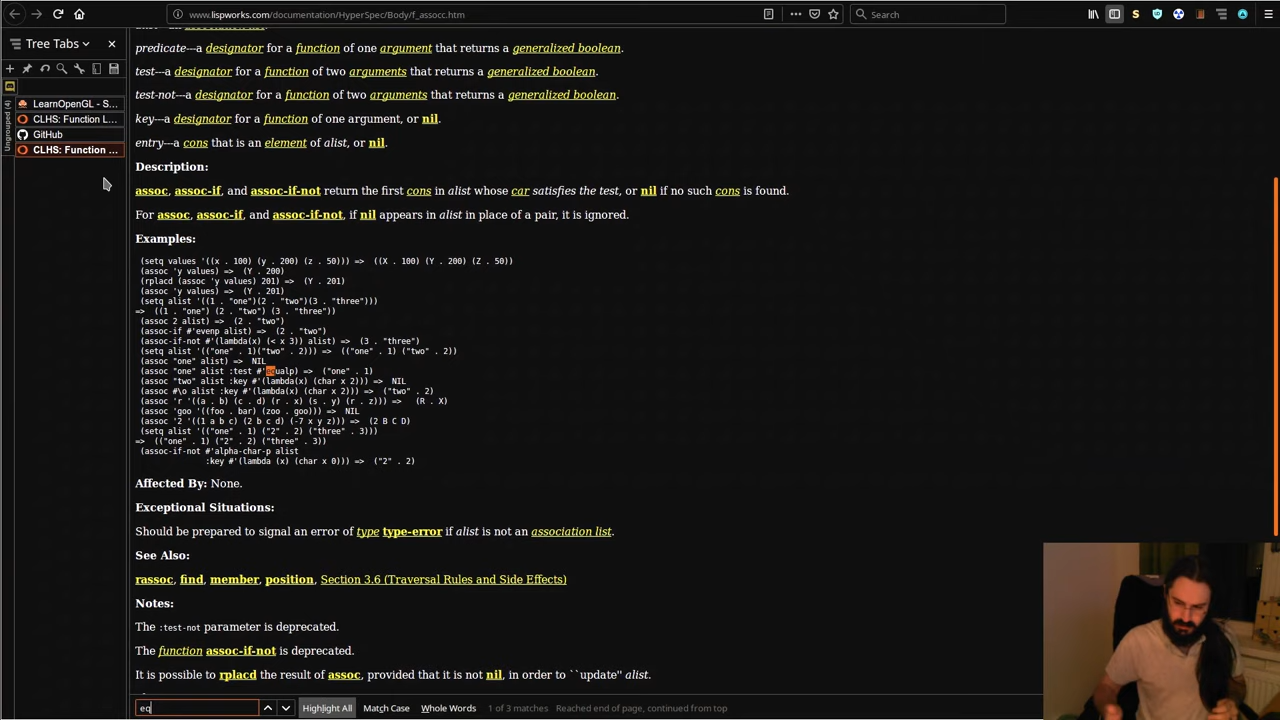 www.lispworks.com/documentation/HyperSpec/Body/f_assocc.htm
Search
Tree Tabs
Ungrouped (4)
LearnOpenGL - S...
CLHS: Function L...
GitHub
CLHS: Function ...
predicate---a designator for a function of one argument that returns a generalized boolean.
test---a designator for a function of two arguments that returns a generalized boolean.
test-not---a designator for a function of two arguments that returns a generalized boolean.
key---a designator for a function of one argument, or nil.
entry---a cons that is an element of alist, or nil.
Description:
assoc, assoc-if, and assoc-if-not return the first cons in alist whose car satisfies the test, or nil if no such cons is found.
For assoc, assoc-if, and assoc-if-not, if nil appears in alist in place of a pair, it is ignored.
Examples:
(setq values '((x . 100) (y . 200) (z . 50))) => ((X . 100) (Y . 200) (Z . 50))
(assoc 'y values) => (Y . 200)
(rplacd (assoc 'y values) 201) => (Y . 201)
(assoc 'y values) => (Y . 201)
(setq alist '((1 . "one")(2 . "two")(3 . "three")))
=> ((1 . "one") (2 . "two") (3 . "three"))
(assoc 2 alist) => (2 . "two")
(assoc-if #'evenp alist) => (2 . "two")
(assoc-if-not #'(lambda(x) (< x 3)) alist) => (3 . "three")
(setq alist '(("one" . 1)("two" . 2))) => (("one" . 1) ("two" . 2))
(assoc "one" alist) => NIL
(assoc "one" alist :test #'equalp) => ("one" . 1)
(assoc "two" alist :key #'(lambda(x) (char x 2))) => NIL
(assoc #\o alist :key #'(lambda(x) (char x 2))) => ("two" . 2)
(assoc 'r '((a . b) (c . d) (r . x) (s . y) (r . z))) => (R . X)
(assoc 'goo '((foo . bar) (zoo . goo))) => NIL
(assoc '2 '((1 a b c) (2 b c d) (-7 x y z))) => (2 B C D)
(setq alist '(("one" . 1) ("2" . 2) ("three" . 3)))
=> (("one" . 1) ("2" . 2) ("three" . 3))
(assoc-if-not #'alpha-char-p alist
:key #'(lambda (x) (char x 0))) => ("2" . 2)
Affected By: None.
Exceptional Situations:
Should be prepared to signal an error of type type-error if alist is not an association list.
See Also:
rassoc, find, member, position, Section 3.6 (Traversal Rules and Side Effects)
Notes:
The :test-not parameter is deprecated.
The function assoc-if-not is deprecated.
It is possible to rplacd the result of assoc, provided that it is not nil, in order to ``update'' alist.
eq
Highlight All
Match Case
Whole Words
1 of 3 matches
Reached end of page, continued from top